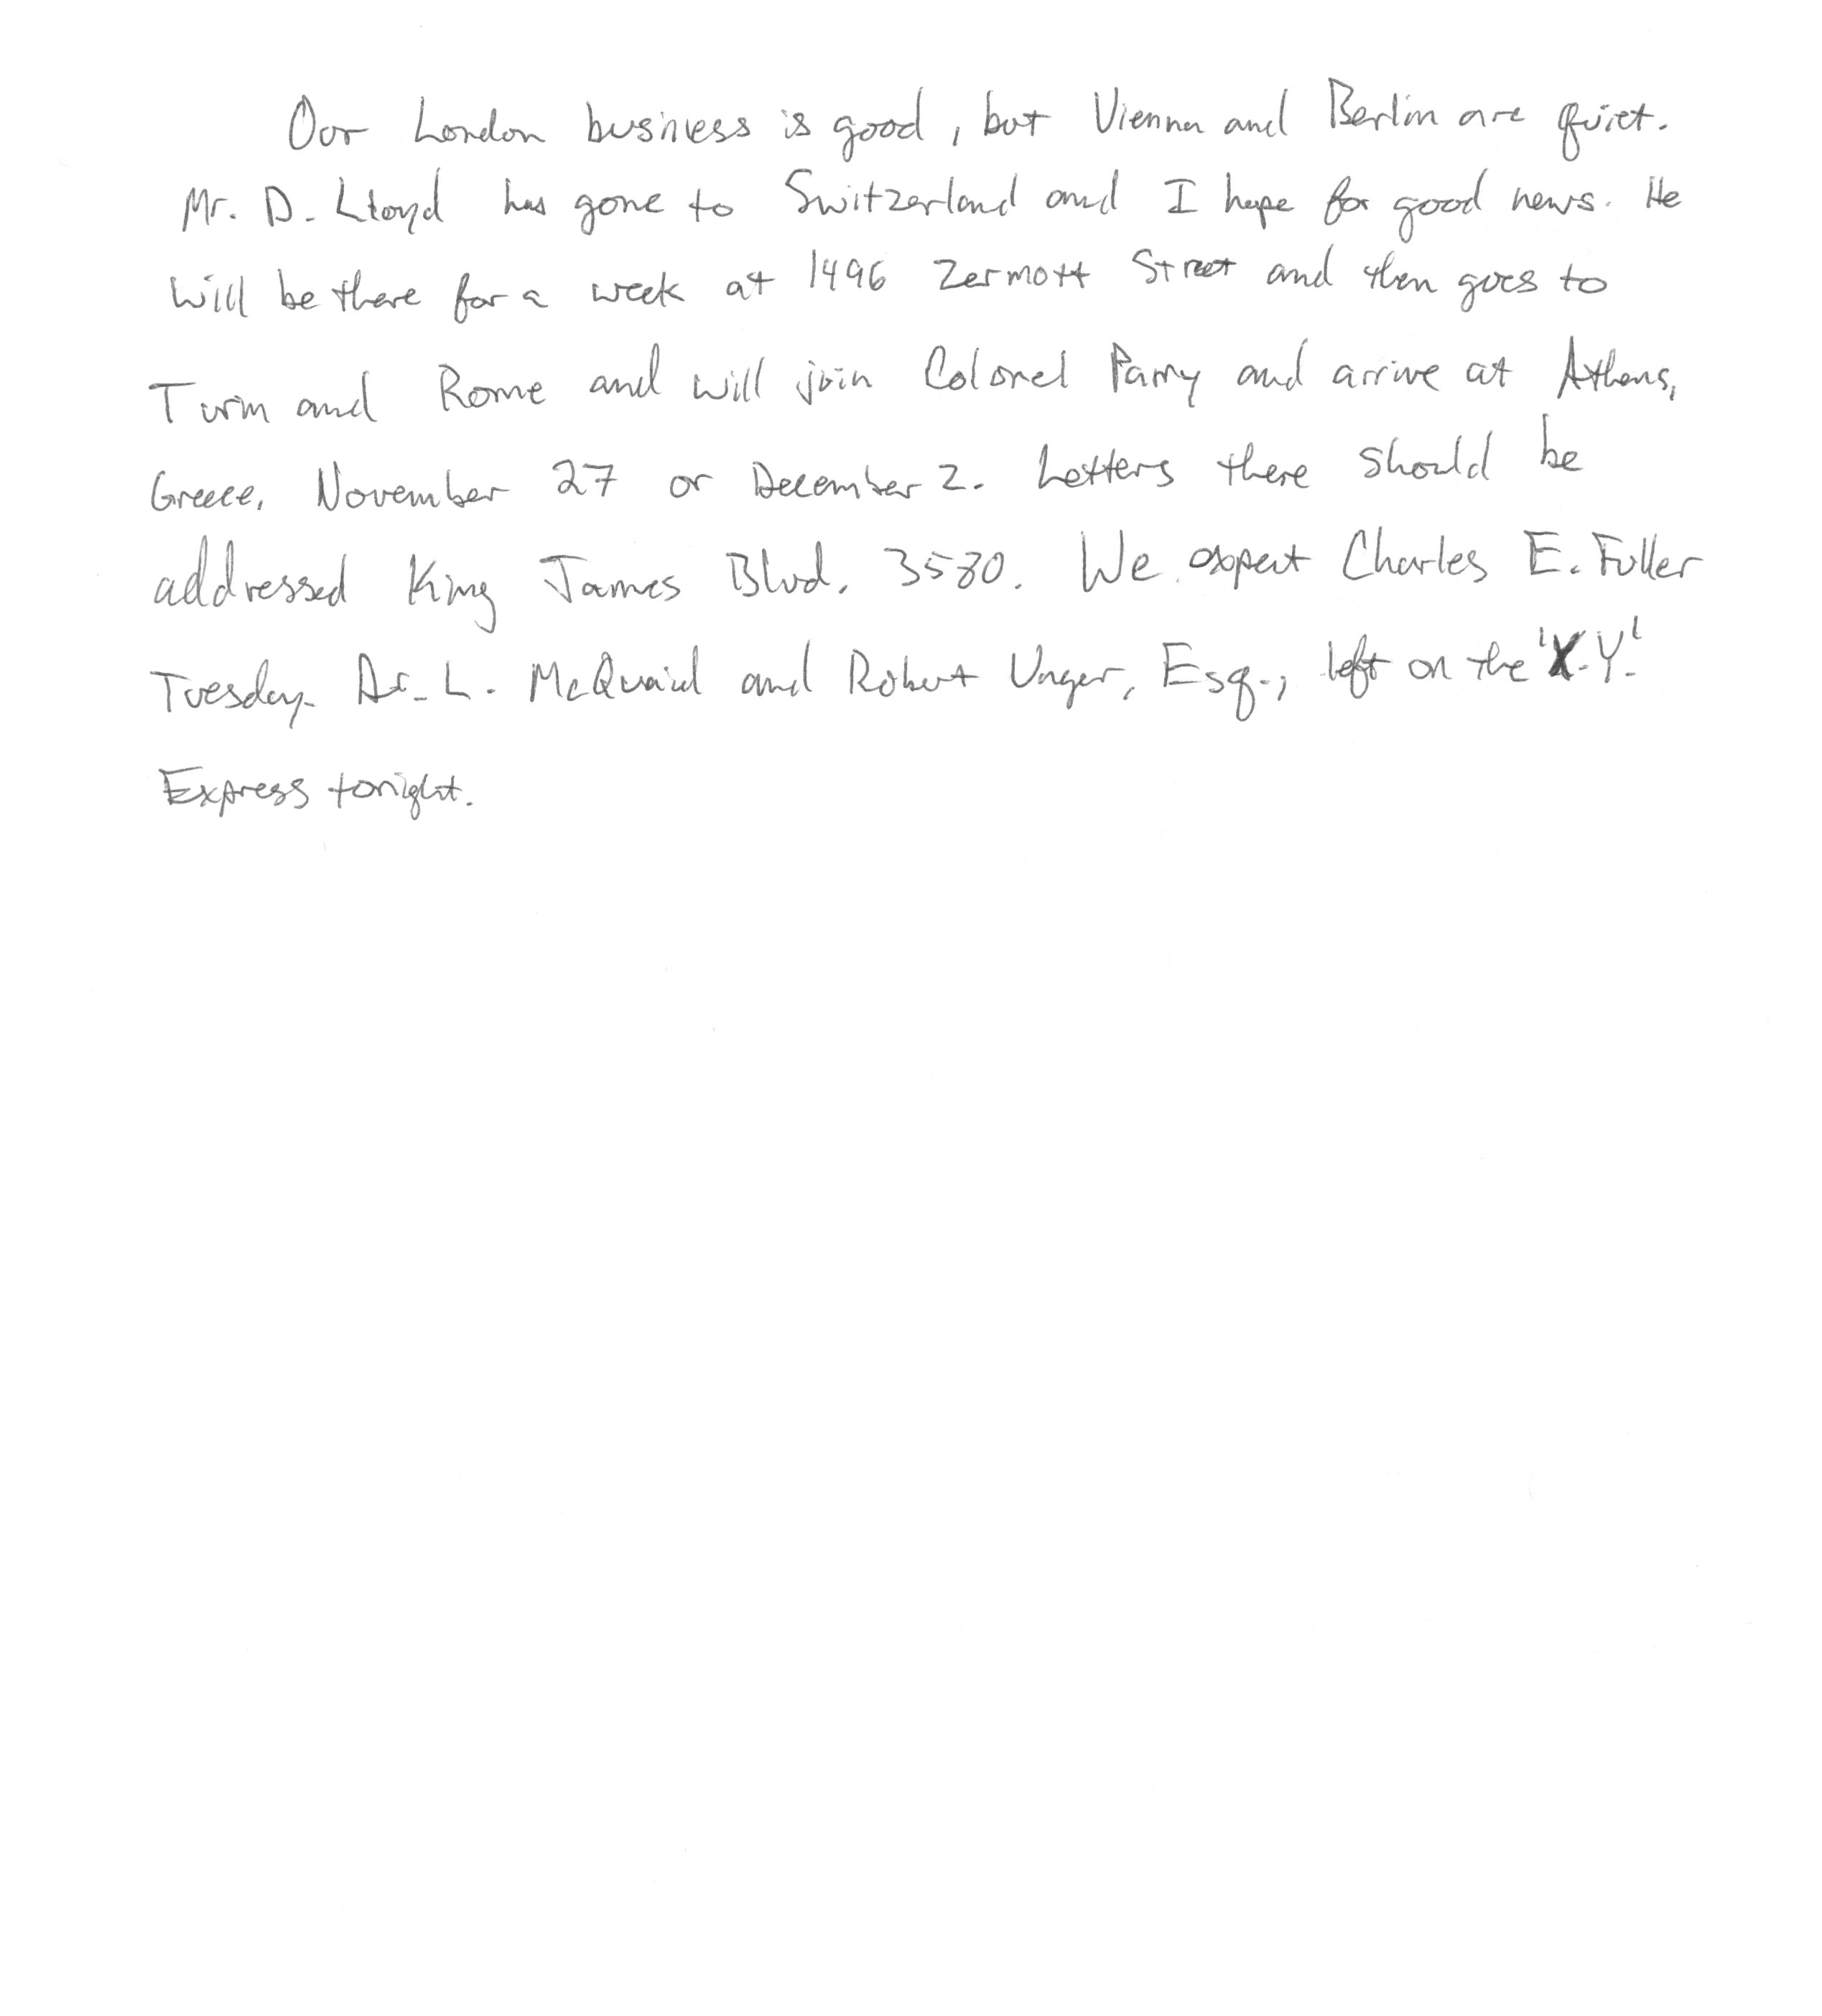 Our London business is good, but Vienna and Berlin are quiet.
Mr. D. Lloyd has gone to Switzerland and I hope for good news. He
will be there for a week at 1496 Zermott Street and then goes to
Turin and Rome and will join Colonel Parry and arrive at Athens,
Greece, November 27 or December 2. Letters there should be
addressed King James Blvd. 3580. We expect Charles E. Fuller
Tuesday. Dr. L. McQuaid and Robert Unger, Esq., left on the 'X.Y.'
Express tonight.